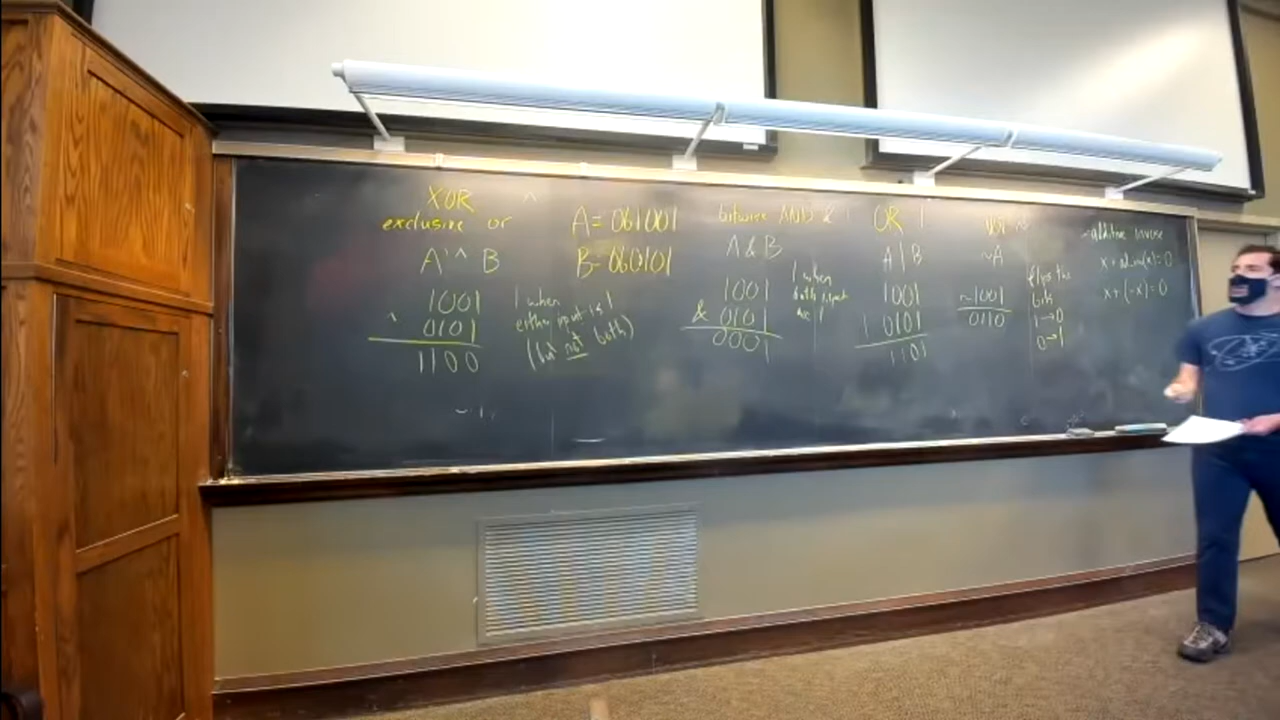 XOR ^
exclusive or
A ^ B
1001
^ 0101
1100
1 when
either input is 1
(but not both)
A = 0b1001
B = 0b0101
bitwise AND &
A & B
1001
& 0101
0001
1 when
both input
are 1
OR |
A | B
1001
| 0101
1101
NOT ~
~A
~1001
0110
flips the
bits
1→0
0→1
additive inverse
x + ad_inv(x) = 0
x + (-x) = 0